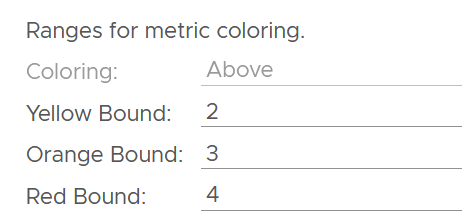 Ranges for metric coloring.
Coloring: Above
Yellow Bound: 2
Orange Bound: 3
Red Bound: 4